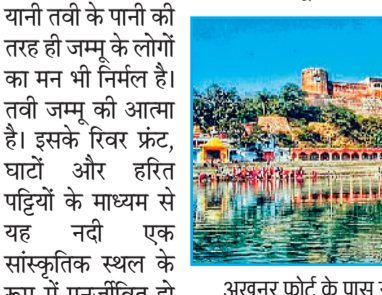 यानी तवी के पानी की
तरह ही जम्मू के लोगों
का मन भी निर्मल है।
तवी जम्मू की आत्मा
है। इसके रिवर फ्रंट,
घाटों और हरित
पट्टियों के माध्यम से
यह नदी एक
सांस्कृतिक स्थल के
रूप में पुनर्जीवित हो
अखनूर फोर्ट के पास